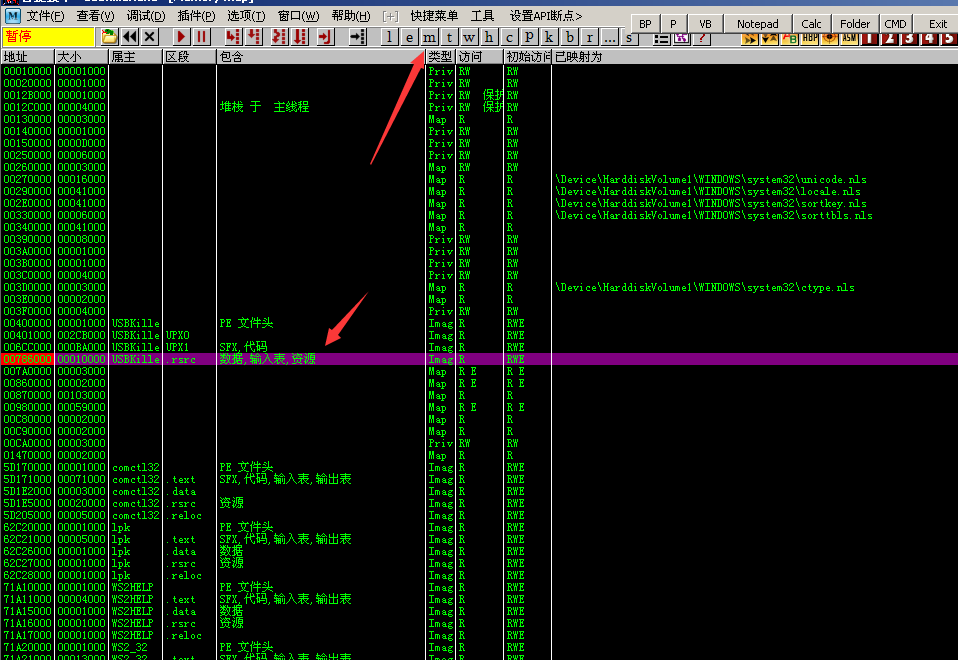 文件(F) 查看(V) 调试(D) 插件(P) 选项(T) 窗口(W) 帮助(H) [+] 快捷菜单 工具 设置API断点> BP P VB Notepad Calc Folder CMD Exit
暂停 l e m t w h c p k b r ... s ?
地址 大小 属主 区段 包含 类型 访问 初始访问 已映射为
00010000 00001000 Priv RW RW
00020000 00001000 Priv RW RW
0012B000 00001000 Priv RW 保护 RW
0012C000 00004000 堆栈 于 主线程 Priv RW 保护 RW
00130000 00003000 Map R R
00140000 00001000 Priv RW RW
00150000 0000D000 Priv RW RW
00250000 00006000 Priv RW RW
00260000 00003000 Map RW RW
00270000 00016000 Map R R \Device\HarddiskVolume1\WINDOWS\system32\unicode.nls
00290000 00041000 Map R R \Device\HarddiskVolume1\WINDOWS\system32\locale.nls
002E0000 00041000 Map R R \Device\HarddiskVolume1\WINDOWS\system32\sortkey.nls
00330000 00006000 Map R R \Device\HarddiskVolume1\WINDOWS\system32\sorttbls.nls
00340000 00041000 Map R R
00390000 00008000 Priv RW RW
003A0000 00001000 Priv RW RW
003B0000 00001000 Priv RW RW
003C0000 00004000 Priv RW RW
003D0000 00003000 Map R R \Device\HarddiskVolume1\WINDOWS\system32\ctype.nls
003E0000 00002000 Map R R
003F0000 00004000 Priv RW RW
00400000 00001000 USBKille PE 文件头 Imag R RWE
00401000 002CB000 USBKille UPX0 Imag R RWE
006CC000 000BA000 USBKille UPX1 SFX,代码 Imag R RWE
00786000 00010000 USBKille .rsrc 数据,输入表,资源 Imag R RWE
007A0000 00003000 Map R E R E
00860000 00002000 Map R E R E
00870000 00103000 Map R R
00980000 00059000 Map R E R E
00C80000 00002000 Map R R
00C90000 00002000 Map R R
00CA0000 00003000 Priv RW RW
01470000 00002000 Map R R
5D170000 00001000 comctl32 PE 文件头 Imag R RWE
5D171000 00071000 comctl32 .text SFX,代码,输入表,输出表 Imag R RWE
5D1E2000 00003000 comctl32 .data Imag R RWE
5D1E5000 00020000 comctl32 .rsrc 资源 Imag R RWE
5D205000 00005000 comctl32 .reloc Imag R RWE
62C20000 00001000 lpk PE 文件头 Imag R RWE
62C21000 00005000 lpk .text SFX,代码,输入表,输出表 Imag R RWE
62C26000 00001000 lpk .data 数据 Imag R RWE
62C27000 00001000 lpk .rsrc 资源 Imag R RWE
62C28000 00001000 lpk .reloc Imag R RWE
71A10000 00001000 WS2HELP PE 文件头 Imag R RWE
71A11000 00004000 WS2HELP .text SFX,代码,输入表,输出表 Imag R RWE
71A15000 00001000 WS2HELP .data 数据 Imag R RWE
71A16000 00001000 WS2HELP .rsrc 资源 Imag R RWE
71A17000 00001000 WS2HELP .reloc Imag R RWE
71A20000 00001000 WS2_32 PE 文件头 Imag R RWE
71A21000 00013000 WS2_32 .text SFX,代码,输入表,输出表 Imag R RWE